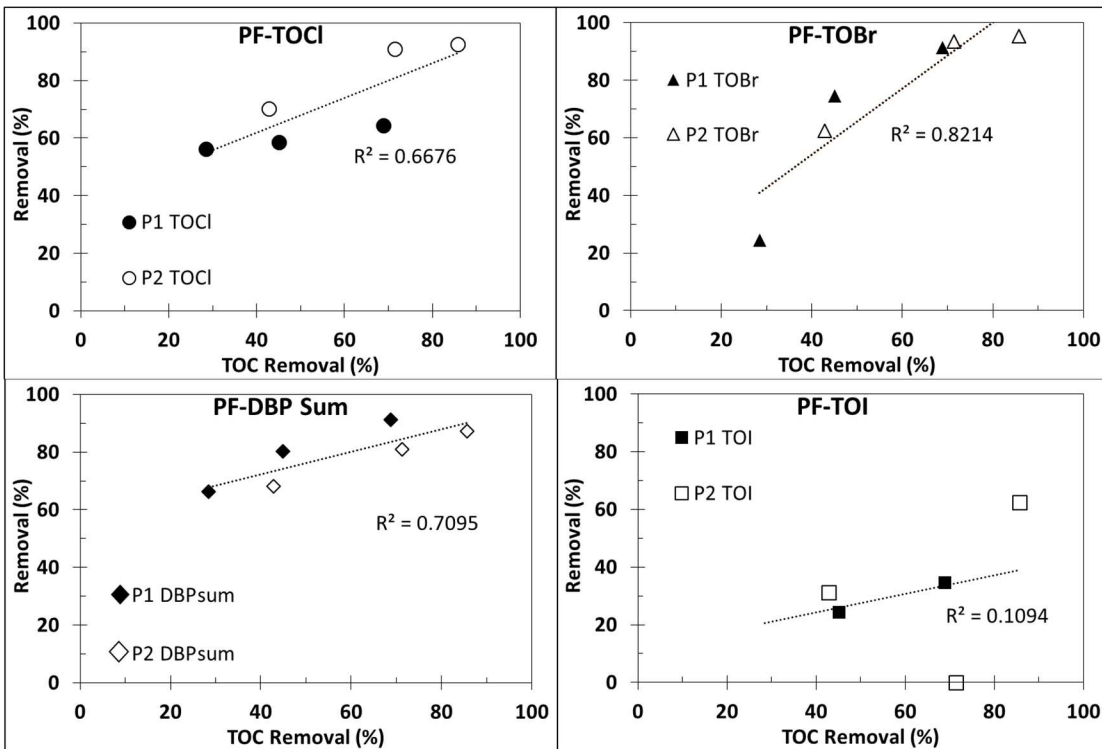 PF-TOCl
Removal (%)
100
80
60
40
20
0
R² = 0.6676
P1 TOCl
P2 TOCl
0 20 40 60 80 100
TOC Removal (%)
PF-TOBr
Removal (%)
100
80
60
40
20
0
P1 TOBr
P2 TOBr
R² = 0.8214
0 20 40 60 80 100
TOC Removal (%)
PF-DBP Sum
Removal (%)
100
80
60
40
20
0
R² = 0.7095
P1 DBPsum
P2 DBPsum
0 20 40 60 80 100
TOC Removal (%)
PF-TOI
Removal (%)
100
80
60
40
20
0
P1 TOI
P2 TOI
R² = 0.1094
0 20 40 60 80 100
TOC Removal (%)